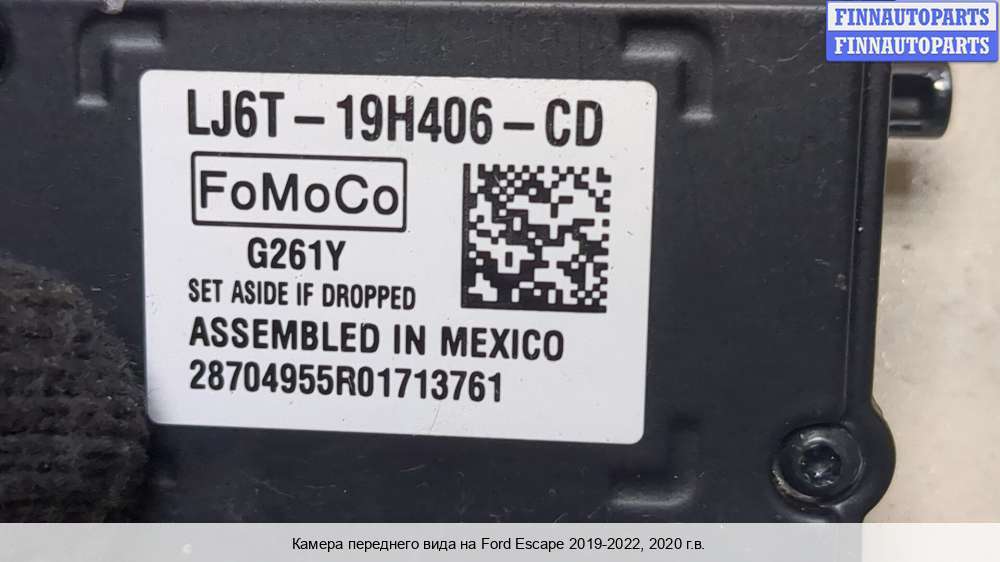 FINNAUTOPARTS
FINNAUTOPARTS
LJ6T-19H406-CD
FoMoCo
G261Y
SET ASIDE IF DROPPED
ASSEMBLED IN MEXICO
28704955R01713761
Камера переднего вида на Ford Escape 2019-2022, 2020 г.в.